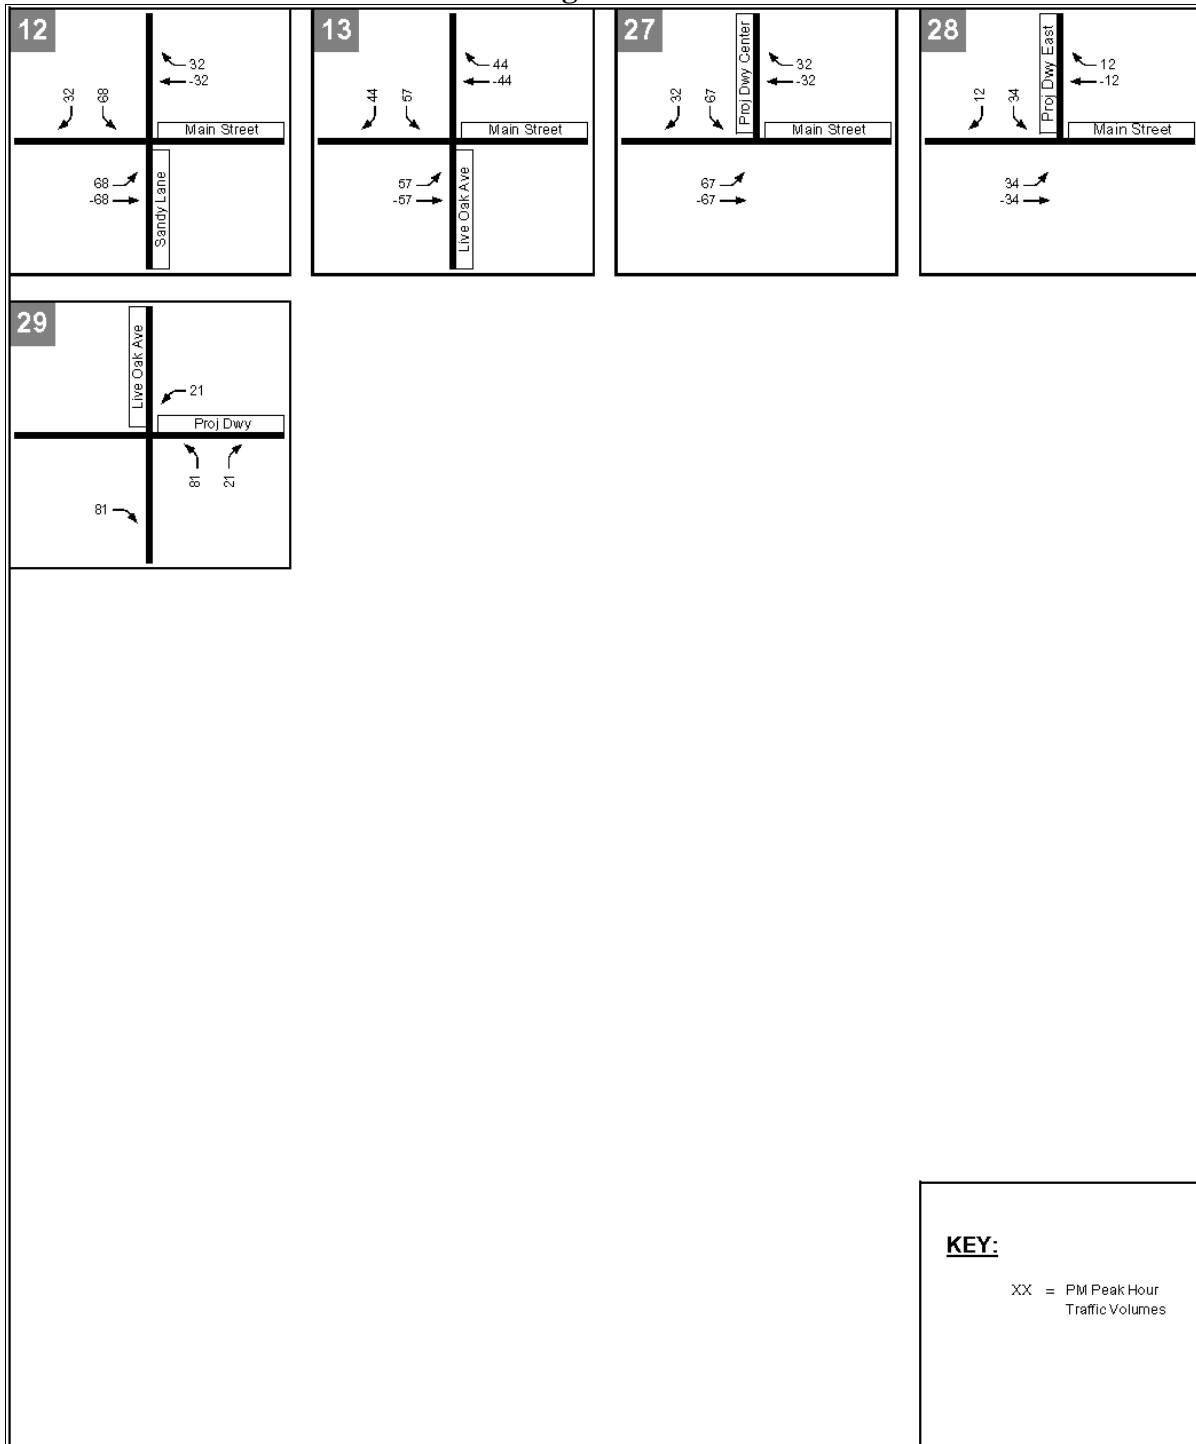 12
32
-32
32
68
Main Street
68
-68
Sandy Lane
13
44
-44
44
57
Main Street
57
-57
Live Oak Ave
27
Proj Dwy Center
32
-32
32
67
Main Street
67
-67
28
Proj Dwy East
12
-12
12
34
Main Street
34
-34
29
Live Oak Ave
21
Proj Dwy
81
21
81
KEY:
XX = PM Peak Hour
Traffic Volumes